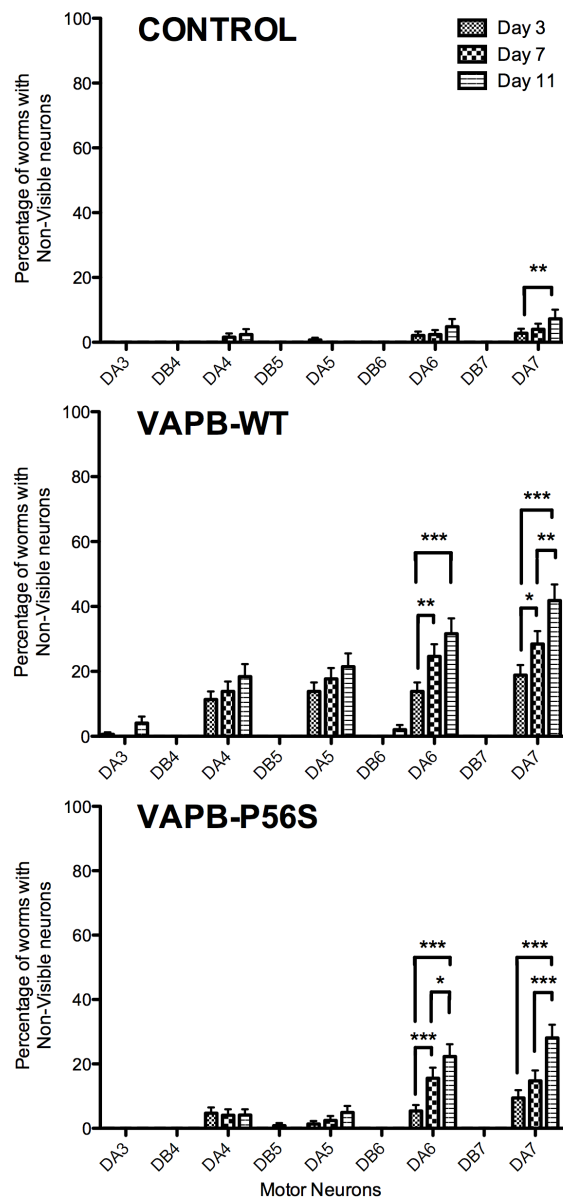 CONTROL
Day 3
Day 7
Day 11
Percentage of worms with
Non-Visible neurons
100
80
60
40
20
0
**
DA3 DB4 DA4 DB5 DA5 DB6 DA6 DB7 DA7
VAPB-WT
Percentage of worms with
Non-Visible neurons
100
80
60
40
20
0
*** ***
** * **
DA3 DB4 DA4 DB5 DA5 DB6 DA6 DB7 DA7
VAPB-P56S
Percentage of worms with
Non-Visible neurons
100
80
60
40
20
0
*** ***
* ***
***
DA3 DB4 DA4 DB5 DA5 DB6 DA6 DB7 DA7
Motor Neurons